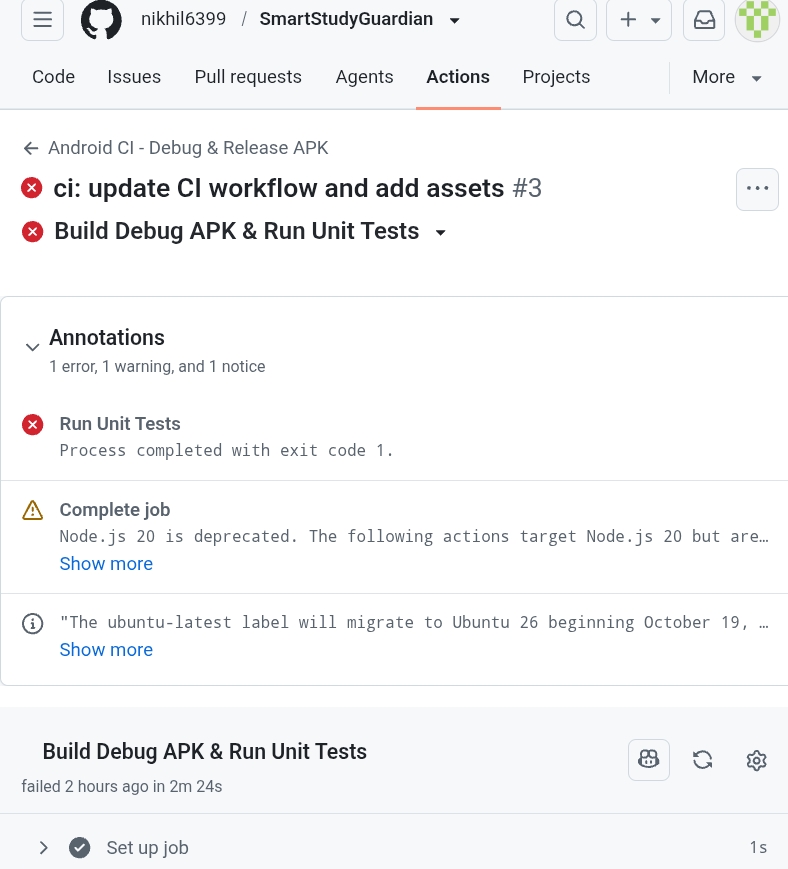 nikhil6399 / SmartStudyGuardian
Code Issues Pull requests Agents Actions Projects More
Android CI - Debug & Release APK
ci: update CI workflow and add assets #3
Build Debug APK & Run Unit Tests
Annotations
1 error, 1 warning, and 1 notice
Run Unit Tests
Process completed with exit code 1.
Complete job
Node.js 20 is deprecated. The following actions target Node.js 20 but are…
Show more
"The ubuntu-latest label will migrate to Ubuntu 26 beginning October 19, …
Show more
Build Debug APK & Run Unit Tests
failed 2 hours ago in 2m 24s
Set up job 1s